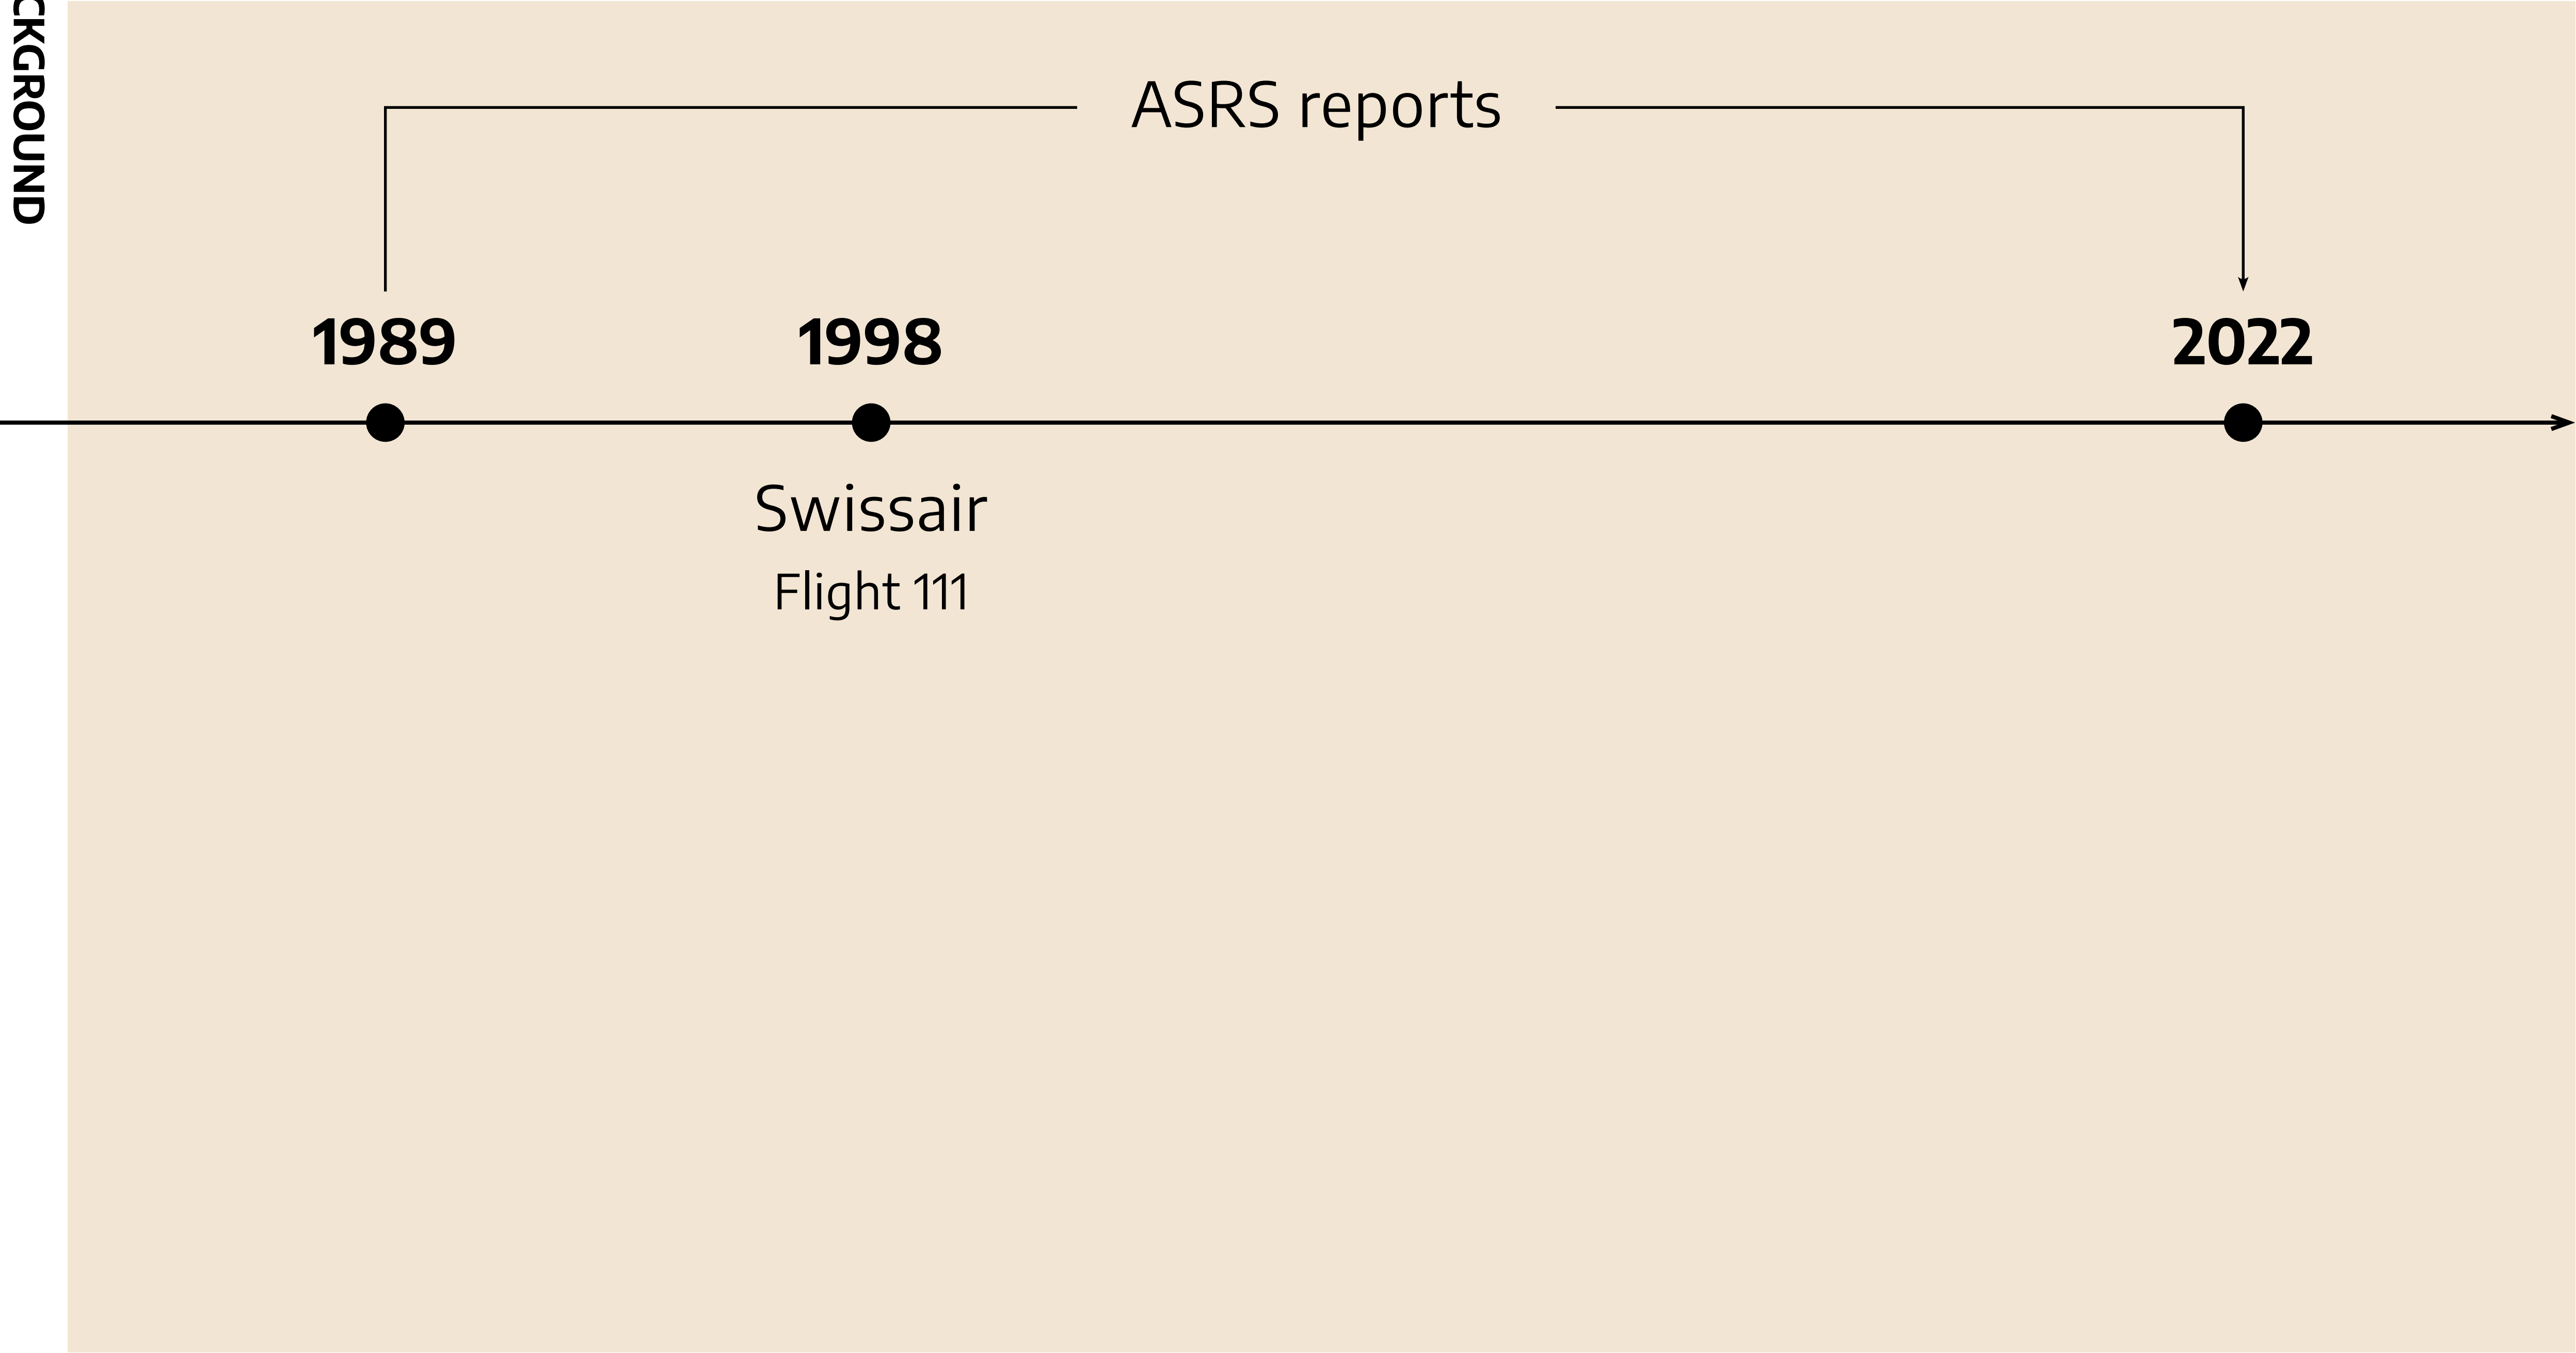 CKGROUND
ASRS reports
1989 1998 2022
Swissair
Flight 111